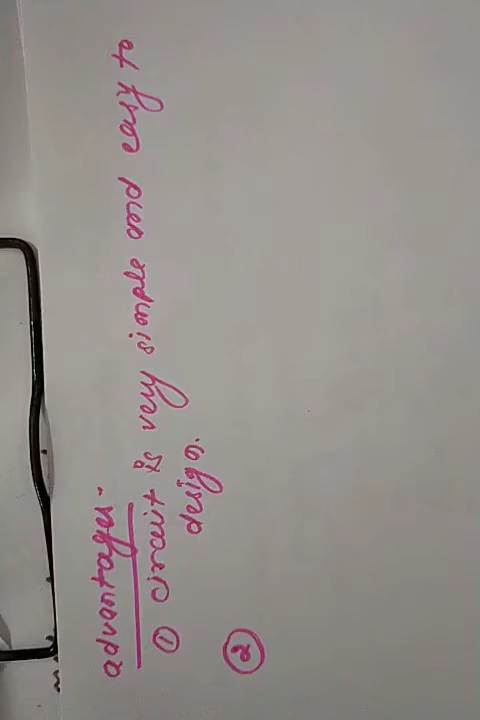 advantages -
① circuit is very simple and easy to
design.
②